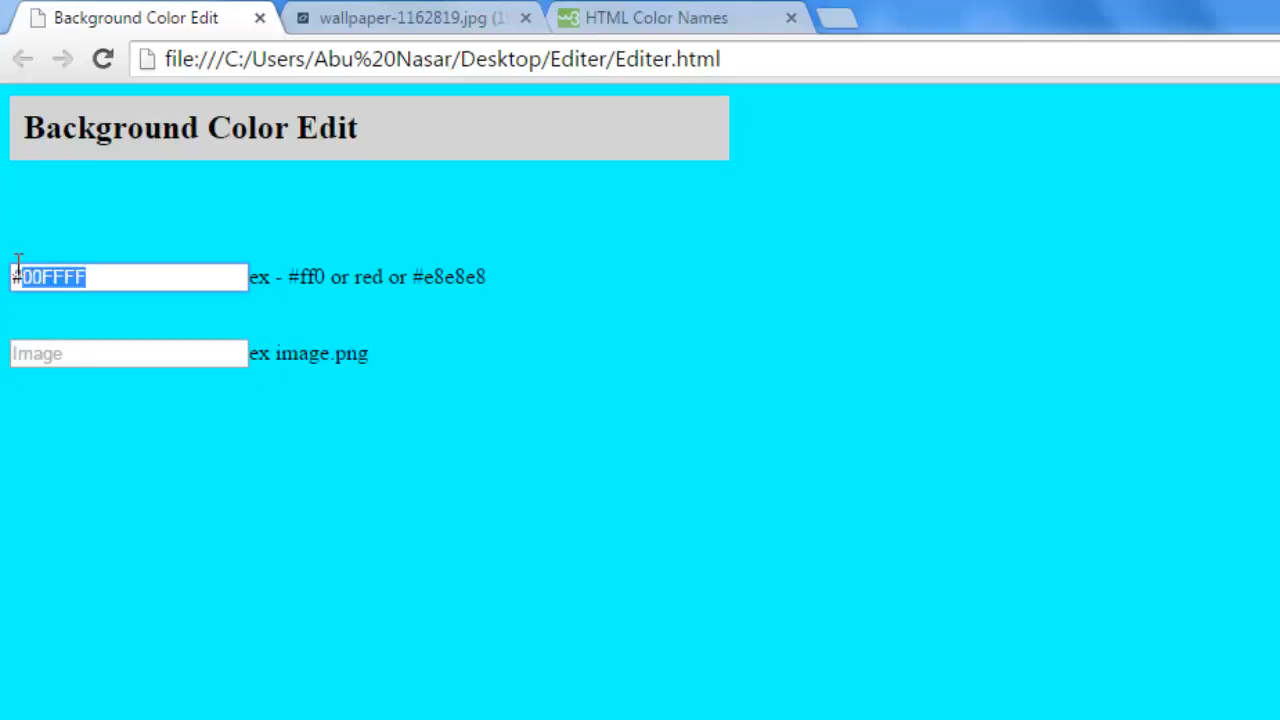 Background Color Edit
wallpaper-1162819.jpg
HTML Color Names
file:///C:/Users/Abu%20Nasar/Desktop/Editer/Editer.html
Background Color Edit
#00FFFF ex - #ff0 or red or #e8e8e8
Image ex image.png